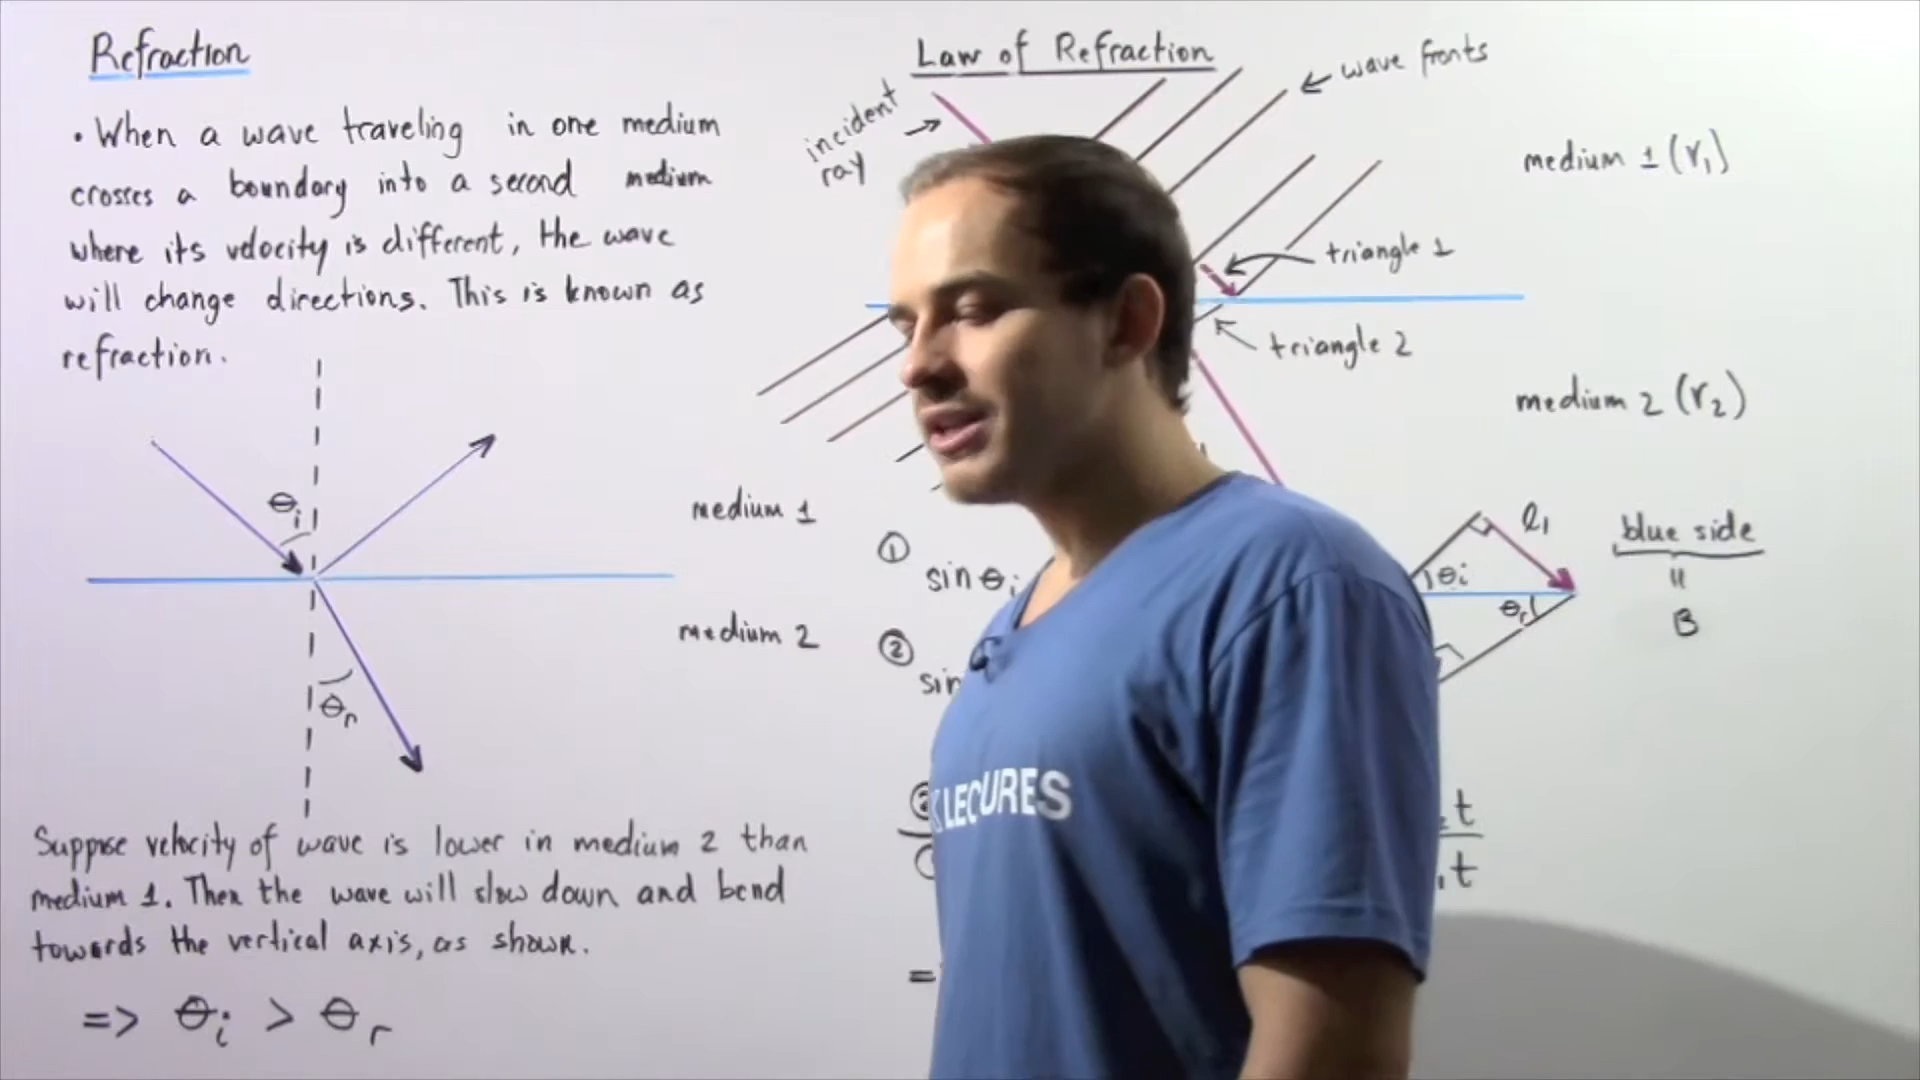 Refraction
• When a wave traveling in one medium
crosses a boundary into a second medium
where its velocity is different, the wave
will change directions. This is known as
refraction.
θi
medium 1
medium 2
θr
Suppose velocity of wave is lower in medium 2 than
medium 1. Then the wave will slow down and bend
towards the vertical axis, as shown.
=> θi > θr
Law of Refraction
wave fronts
incident
ray
medium 1 (v1)
triangle 1
triangle 2
medium 2 (v2)
① sin θi
② sin
l1
θi
θr
blue side
"
B
t
t
=
LECTURES